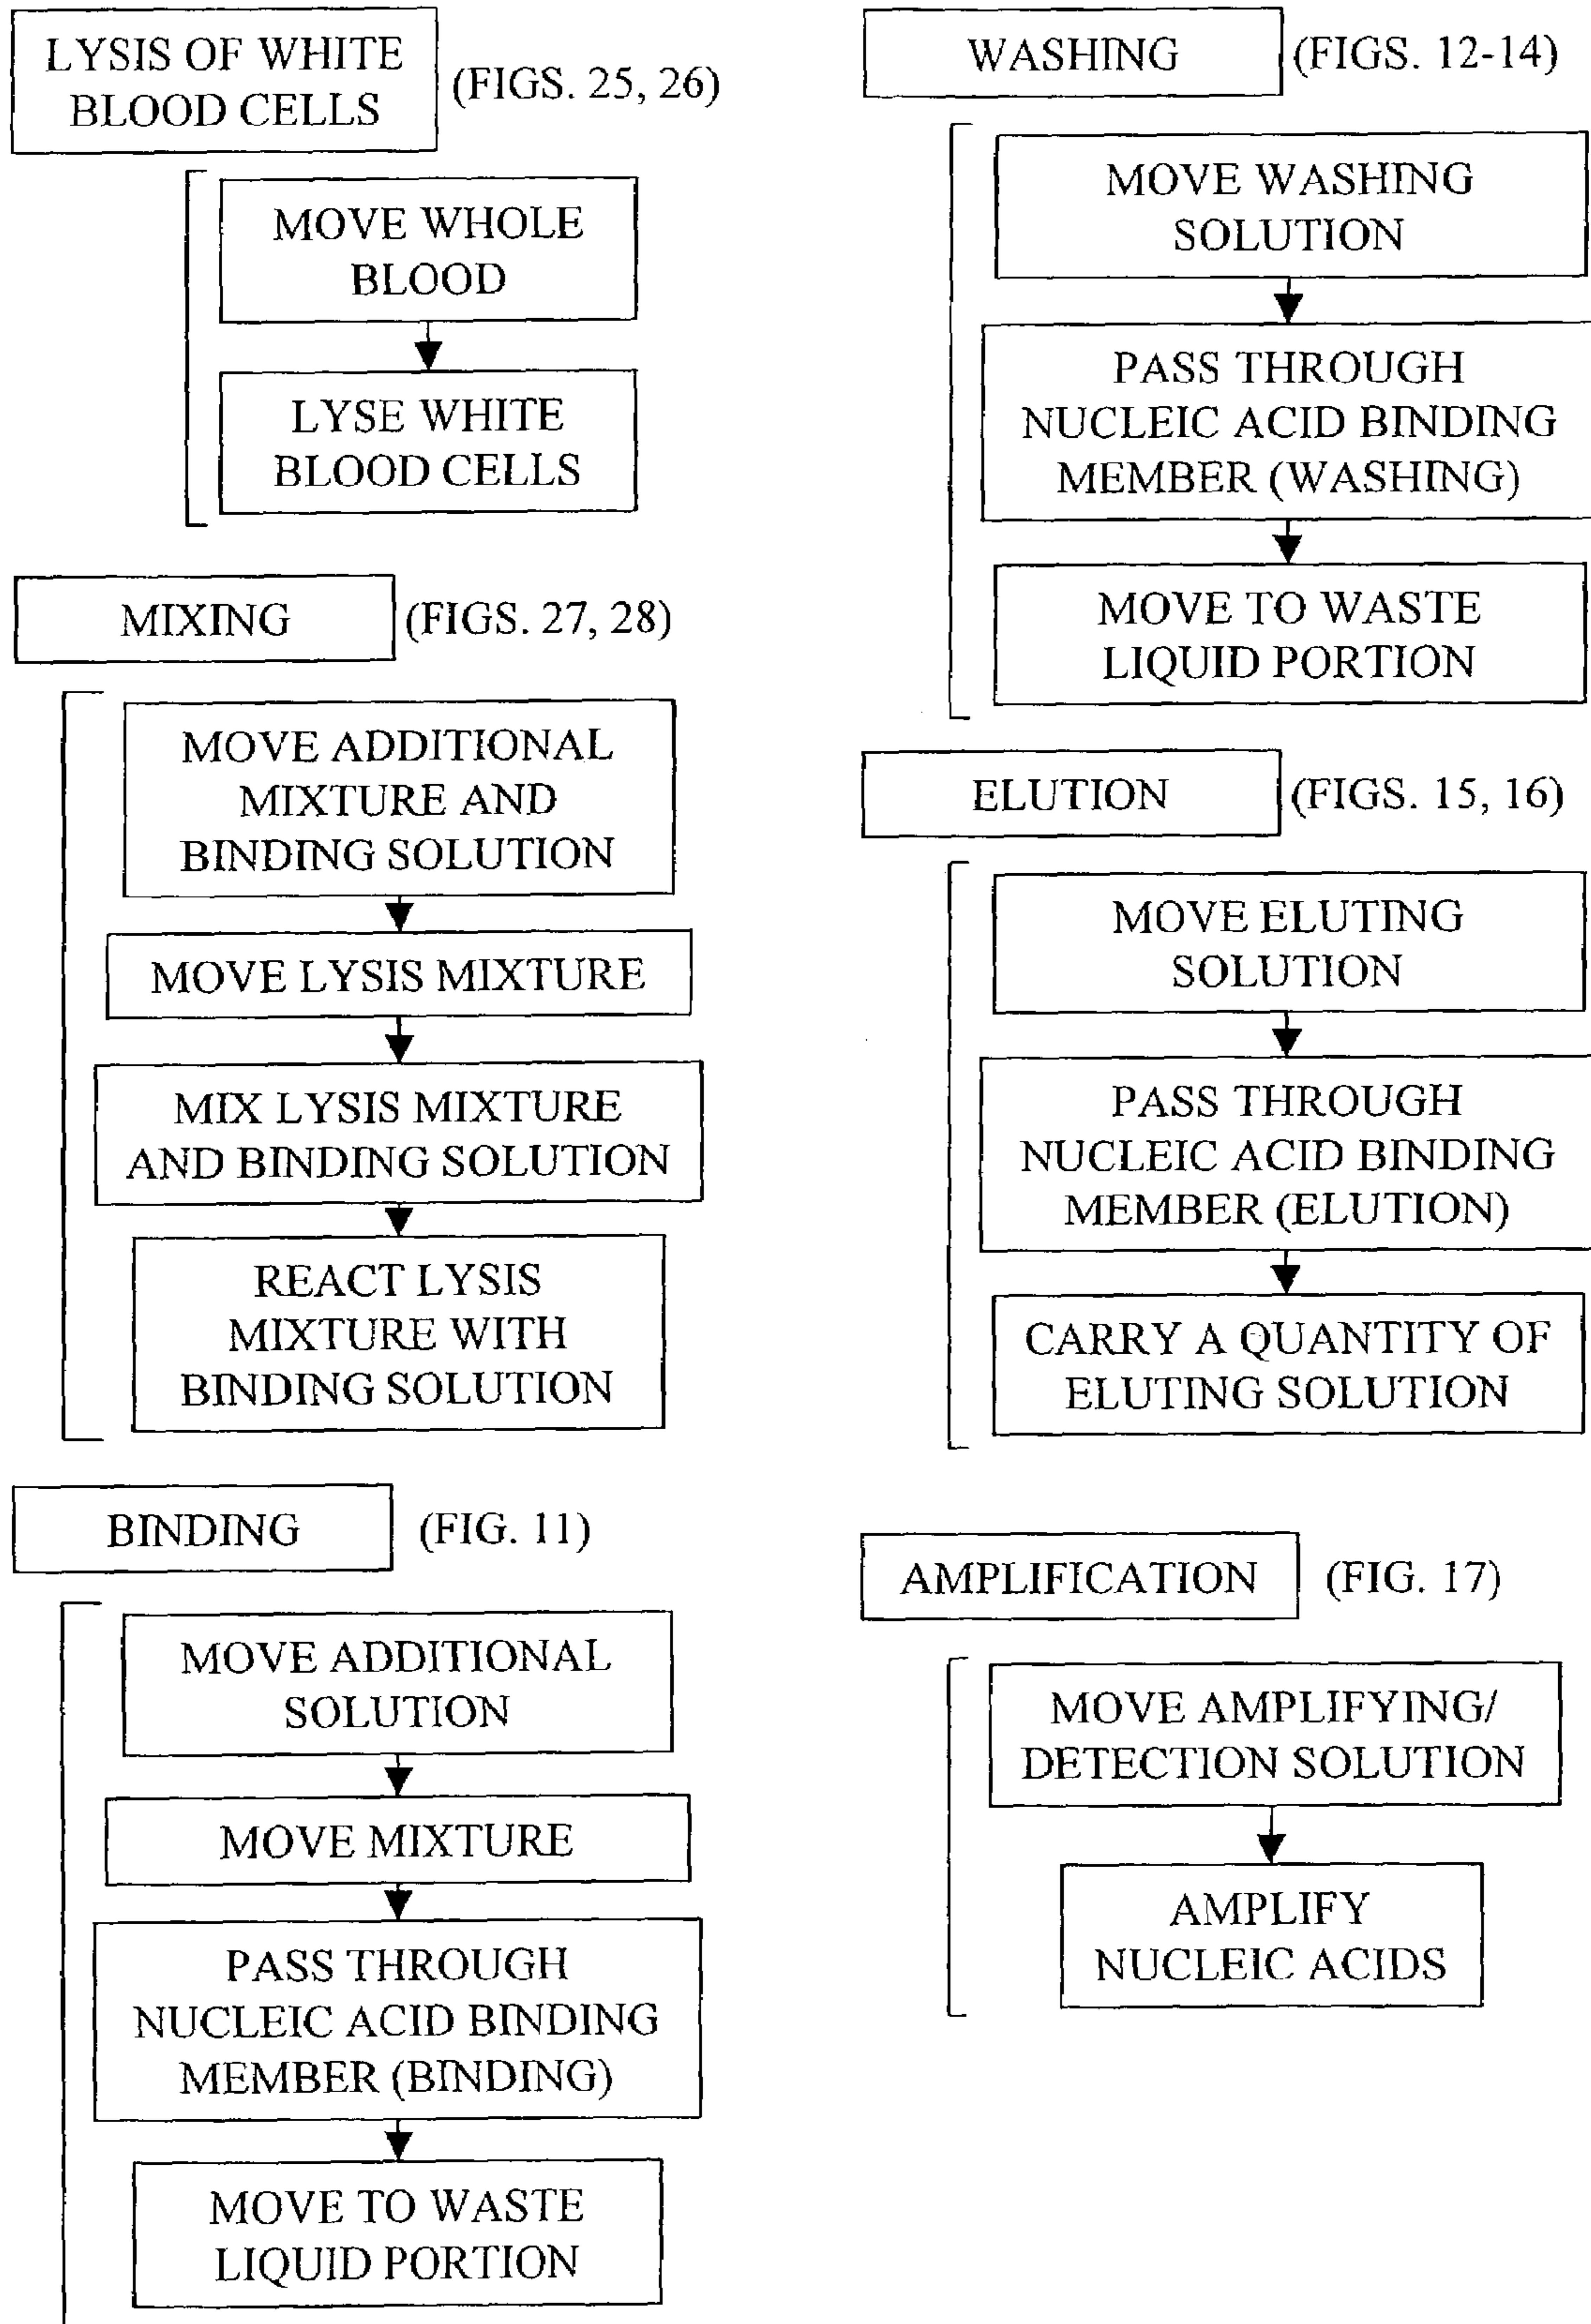 LYSIS OF WHITE
BLOOD CELLS
(FIGS. 25, 26)
MOVE WHOLE
BLOOD
LYSE WHITE
BLOOD CELLS
MIXING
(FIGS. 27, 28)
MOVE ADDITIONAL
MIXTURE AND
BINDING SOLUTION
MOVE LYSIS MIXTURE
MIX LYSIS MIXTURE
AND BINDING SOLUTION
REACT LYSIS
MIXTURE WITH
BINDING SOLUTION
BINDING
(FIG. 11)
MOVE ADDITIONAL
SOLUTION
MOVE MIXTURE
PASS THROUGH
NUCLEIC ACID BINDING
MEMBER (BINDING)
MOVE TO WASTE
LIQUID PORTION
WASHING
(FIGS. 12-14)
MOVE WASHING
SOLUTION
PASS THROUGH
NUCLEIC ACID BINDING
MEMBER (WASHING)
MOVE TO WASTE
LIQUID PORTION
ELUTION
(FIGS. 15, 16)
MOVE ELUTING
SOLUTION
PASS THROUGH
NUCLEIC ACID BINDING
MEMBER (ELUTION)
CARRY A QUANTITY OF
ELUTING SOLUTION
AMPLIFICATION
(FIG. 17)
MOVE AMPLIFYING/
DETECTION SOLUTION
AMPLIFY
NUCLEIC ACIDS